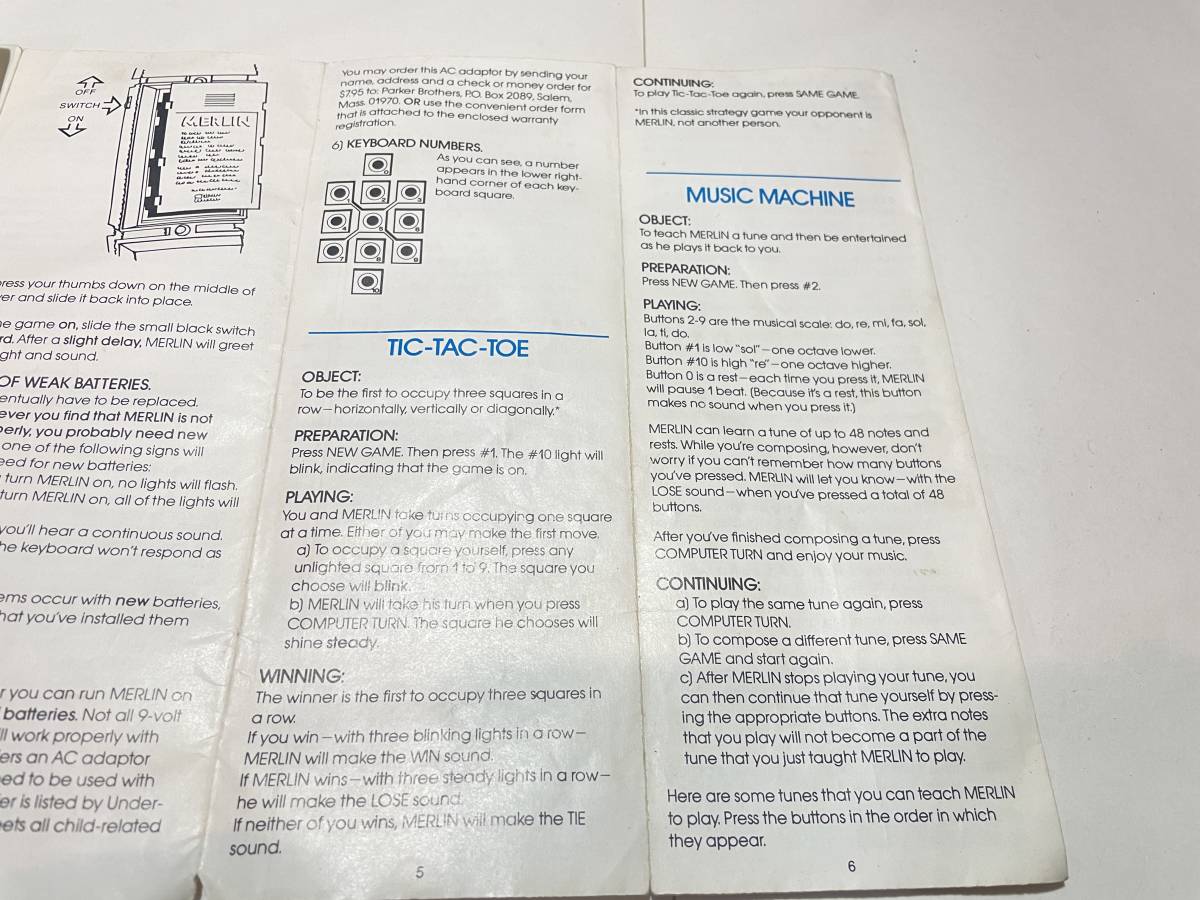 OFF
SWITCH
ON
MERLIN
press your thumbs down on the middle of
and slide it back into place.
game on, slide the small black switch
After a slight delay, MERLIN will greet
and sound.
OF WEAK BATTERIES.
have to be replaced.
you find that MERLIN is not
you probably need new
one of the following signs will
for new batteries:
turn MERLIN on, no lights will flash.
turn MERLIN on, all of the lights will
you'll hear a continuous sound.
keyboard won't respond as
occur with new batteries,
that you've installed them
you can run MERLIN on
batteries. Not all 9-volt
work properly with
an AC adaptor
to be used with
is listed by Under-
all child-related
You may order this AC adaptor by sending your
name, address and a check or money order for
$7.95 to: Parker Brothers, P.O. Box 2089, Salem,
Mass. 01970. OR use the convenient order form
that is attached to the enclosed warranty
registration.
6) KEYBOARD NUMBERS.
As you can see, a number
appears in the lower right-
hand corner of each key-
board square.
0
1 2 3
4 5 6
7 8 9
10
TIC-TAC-TOE
OBJECT:
To be the first to occupy three squares in a
row—horizontally, vertically or diagonally.*
PREPARATION:
Press NEW GAME. Then press #1. The #10 light will
blink, indicating that the game is on.
PLAYING:
You and MERLIN take turns occupying one square
at a time. Either of you may make the first move.
a) To occupy a square yourself, press any
unlighted square from 1 to 9. The square you
choose will blink.
b) MERLIN will take his turn when you press
COMPUTER TURN. The square he chooses will
shine steady.
WINNING:
The winner is the first to occupy three squares in
a row.
If you win—with three blinking lights in a row—
MERLIN will make the WIN sound.
If MERLIN wins—with three steady lights in a row—
he will make the LOSE sound.
If neither of you wins, MERLIN will make the TIE
sound.
5
CONTINUING:
To play Tic-Tac-Toe again, press SAME GAME.
*In this classic strategy game your opponent is
MERLIN, not another person.
MUSIC MACHINE
OBJECT:
To teach MERLIN a tune and then be entertained
as he plays it back to you.
PREPARATION:
Press NEW GAME. Then press #2.
PLAYING:
Buttons 2-9 are the musical scale: do, re, mi, fa, sol,
la, ti, do.
Button #1 is low "sol"—one octave lower.
Button #10 is high "re"—one octave higher.
Button 0 is a rest—each time you press it, MERLIN
will pause 1 beat. (Because it's a rest, this button
makes no sound when you press it.)
MERLIN can learn a tune of up to 48 notes and
rests. While you're composing, however, don't
worry if you can't remember how many buttons
you've pressed. MERLIN will let you know—with the
LOSE sound—when you've pressed a total of 48
buttons.
After you've finished composing a tune, press
COMPUTER TURN and enjoy your music.
CONTINUING:
a) To play the same tune again, press
COMPUTER TURN.
b) To compose a different tune, press SAME
GAME and start again.
c) After MERLIN stops playing your tune, you
can then continue that tune yourself by press-
ing the appropriate buttons. The extra notes
that you play will not become a part of the
tune that you just taught MERLIN to play.
Here are some tunes that you can teach MERLIN
to play. Press the buttons in the order in which
they appear.
6